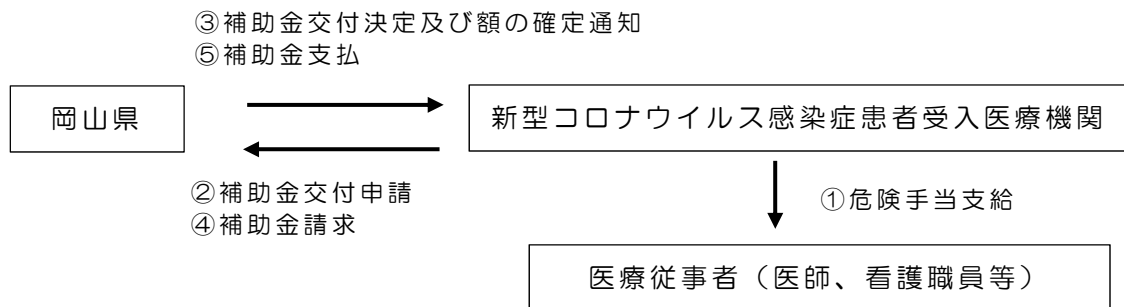 ③補助金交付決定及び額の確定通知
⑤補助金支払
岡山県
新型コロナウイルス感染症患者受入医療機関
②補助金交付申請
④補助金請求
①危険手当支給
医療従事者（医師、看護職員等）